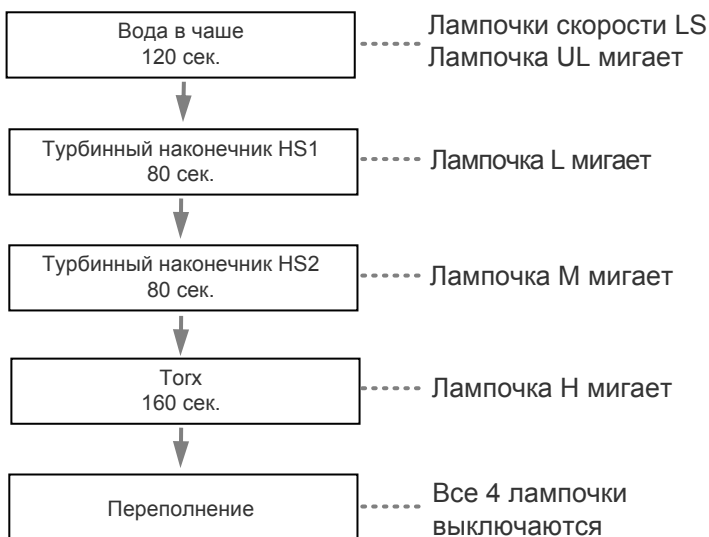 Вода в чаше
120 сек.
Лампочки скорости LS
Лампочка UL мигает
Турбинный наконечник HS1
80 сек.
Лампочка L мигает
Турбинный наконечник HS2
80 сек.
Лампочка M мигает
Torx
160 сек.
Лампочка H мигает
Переполнение
Все 4 лампочки
выключаются